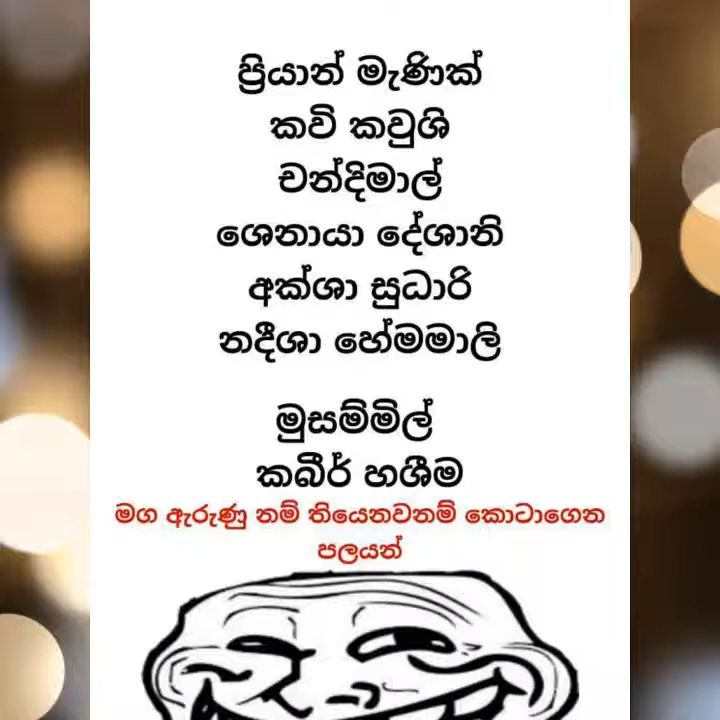 ප්‍රියාන් මැණික්
කවි කවුශි
චන්දිමාල්
ශෙනායා දේශානි
අක්ශා සුධාරි
නදීශා හේමමාලි
මුසම්මිල්
කබීර් හශීම
මග ඇරුණු නම් තියෙනවනම් කොටාගෙන
පලයන්